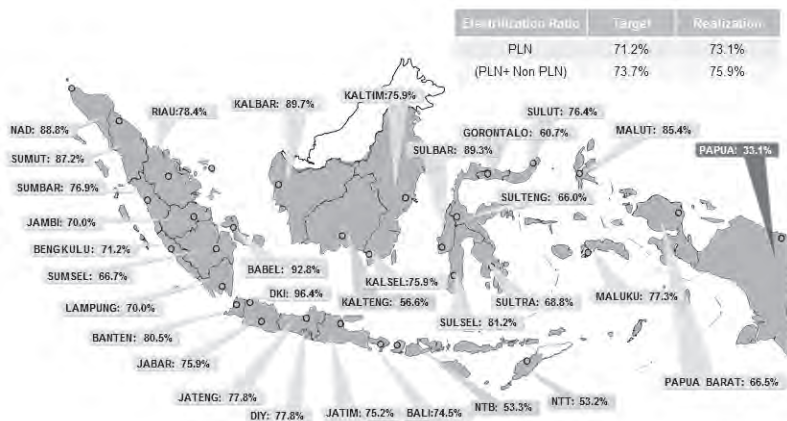 Electrification Ratio Target Realization
PLN 71.2% 73.1%
(PLN+ Non PLN) 73.7% 75.9%
NAD: 88.8%
RIAU:78.4%
KALBAR: 89.7%
KALTIM:75.9%
SULUT: 76.4%
GORONTALO: 60.7%
MALUT: 85.4%
SUMUT: 87.2%
SULBAR: 89.3%
PAPUA: 33.1%
SUMBAR: 76.9%
SULTENG: 66.0%
JAMBI: 70.0%
BENGKULU: 71.2%
SUMSEL: 66.7%
BABEL: 92.8%
KALSEL:75.9%
DKI: 96.4%
KALTENG: 56.6%
SULTRA: 68.8%
MALUKU: 77.3%
LAMPUNG: 70.0%
SULSEL: 81.2%
BANTEN: 80.5%
JABAR: 75.9%
PAPUA BARAT: 66.5%
JATENG: 77.8%
DIY: 77.8%
JATIM: 75.2%
BALI:74.5%
NTB: 53.3%
NTT: 53.2%